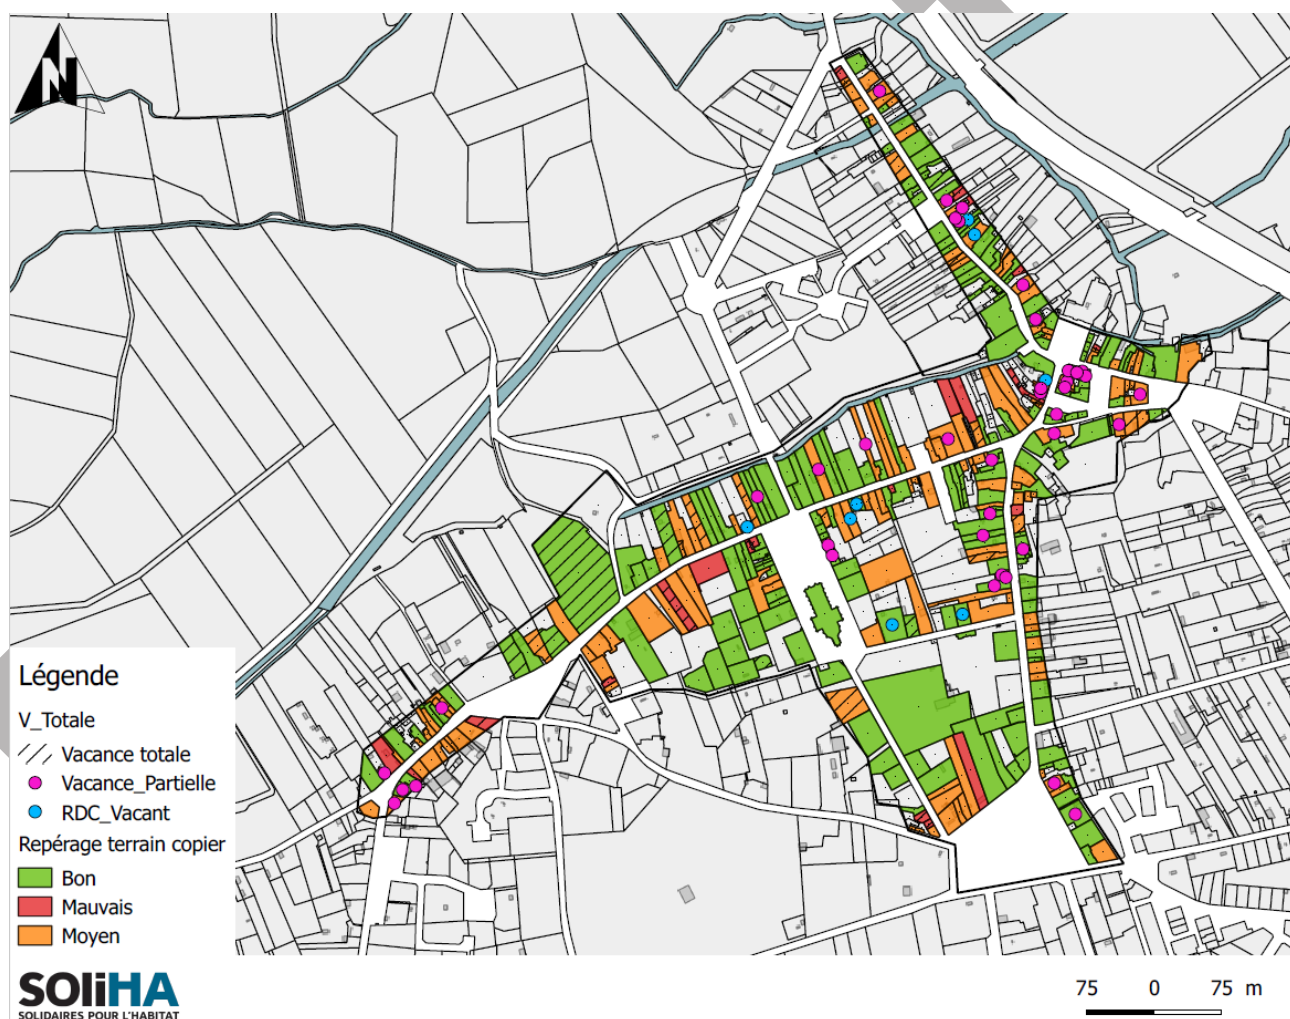 N
Légende
V_Totale
Vacance totale
Vacance_Partielle
RDC_Vacant
Repérage terrain copier
Bon
Mauvais
Moyen
SOLiHA
SOLIDAIRES POUR L'HABITAT
75 0 75 m